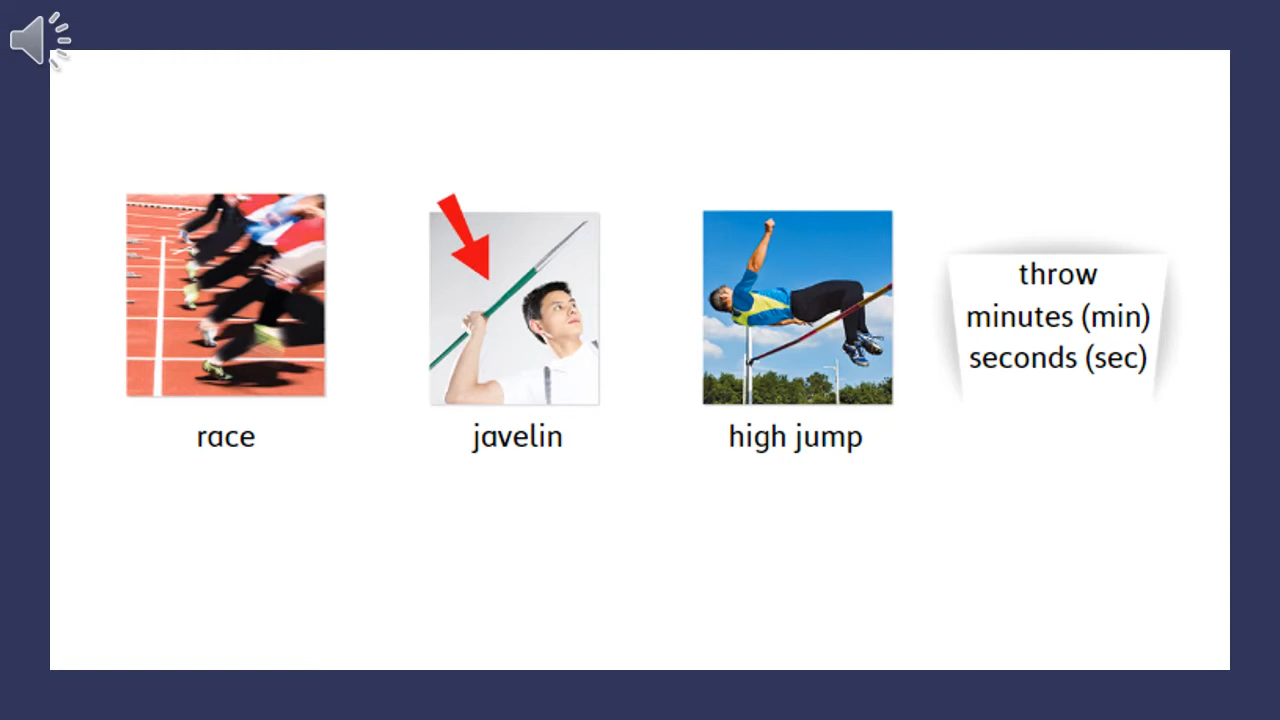 race
javelin
high jump
throw
minutes (min)
seconds (sec)